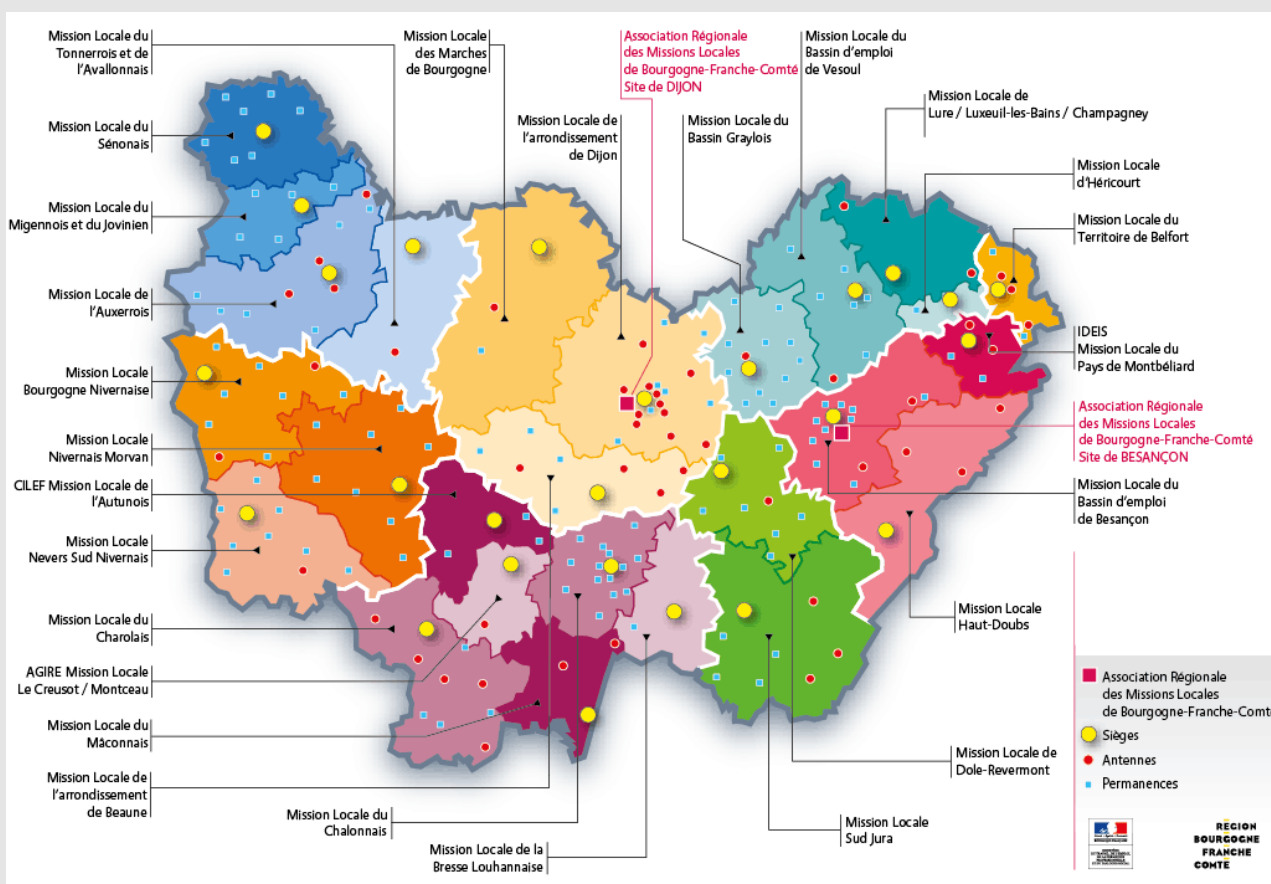 Mission Locale du
Tonnerrois et de
l'Avallonnais
Mission Locale
des Marches
de Bourgogne
Association Régionale
des Missions Locales
de Bourgogne-Franche-Comté
Site de DIJON
Mission Locale du
Bassin d'emploi
de Vesoul
Mission Locale de
Lure / Luxeuil-les-Bains / Champagney
Mission Locale du
Sénonais
Mission Locale de
l'arrondissement
de Dijon
Mission Locale du
Bassin Graylois
Mission Locale
d'Héricourt
Mission Locale du
Migennois et du Jovinien
Mission Locale du
Territoire de Belfort
Mission Locale de
l'Auxerrois
IDEIS
Mission Locale du
Pays de Montbéliard
Mission Locale
Bourgogne Nivernaise
Association Régionale
des Missions Locales
de Bourgogne-Franche-Comté
Site de BESANÇON
Mission Locale
Nivernais Morvan
CILEF Mission Locale de
l'Autunois
Mission Locale du
Bassin d'emploi
de Besançon
Mission Locale
Nevers Sud Nivernais
Mission Locale du
Charolais
Mission Locale
Haut-Doubs
AGIRE Mission Locale
Le Creusot / Montceau
Mission Locale du
Mâconnais
Mission Locale de
l'arrondissement
de Beaune
Mission Locale du
Chalonnais
Mission Locale de la
Bresse Louhannaise
Mission Locale
Sud Jura
Mission Locale de
Dole-Revermont
Association Régionale
des Missions Locales
de Bourgogne-Franche-Comté
Sièges
Antennes
Permanences
REGION
BOURGOGNE
FRANCHE
COMTE